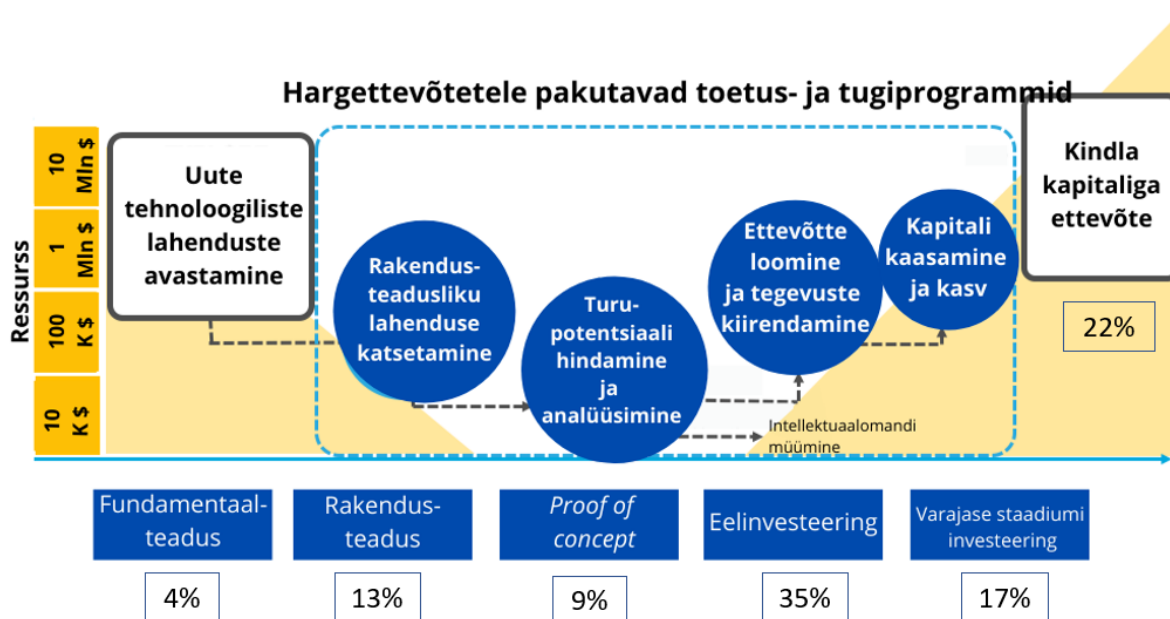 Hargettevõtetele pakutavad toetus- ja tugiprogrammid
Ressurss
10
Mln $
1
Mln $
100
K $
10
K $
Uute
tehnoloogiliste
lahenduste
avastamine
Rakendus-
teadusliku
lahenduse
katsetamine
Turu-
potentsiaali
hindamine
ja
analüüsimine
Ettevõtte
loomine
ja tegevuste
kiirendamine
Kapitali
kaasamine
ja kasv
Kindla
kapitaliga
ettevõte
22%
Intellektuaalomandi
müümine
Fundamentaal-
teadus
Rakendus-
teadus
Proof of
concept
Eelinvesteering
Varajase staadiumi
investeering
4%
13%
9%
35%
17%